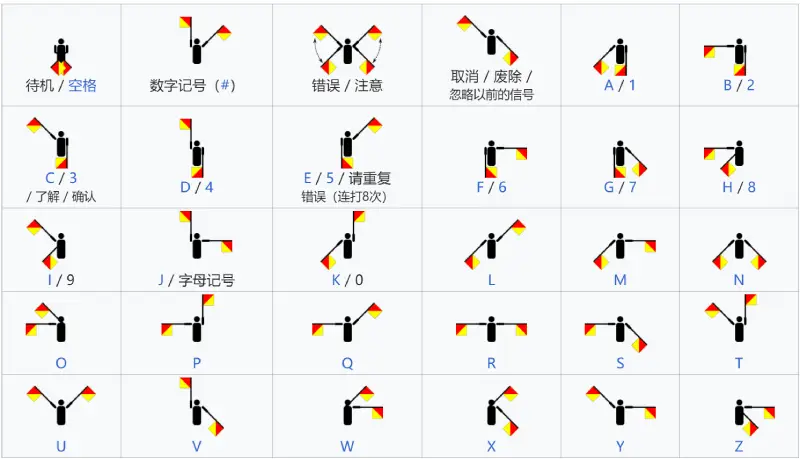 待机 / 空格
数字记号（#）
错误 / 注意
取消 / 废除 /
忽略以前的信号
A / 1
B / 2
C / 3
/ 了解 / 确认
D / 4
E / 5 / 请重复
错误（连打8次）
F / 6
G / 7
H / 8
I / 9
J / 字母记号
K / 0
L
M
N
O
P
Q
R
S
T
U
V
W
X
Y
Z